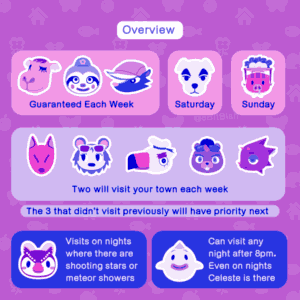 Overview
Guaranteed Each Week
Saturday
Sunday
Two will visit your town each week
The 3 that didn't visit previously will have priority next
Visits on nights
where there are
shooting stars or
meteor showers
Can visit any
night after 8pm.
Even on nights
Celeste is there